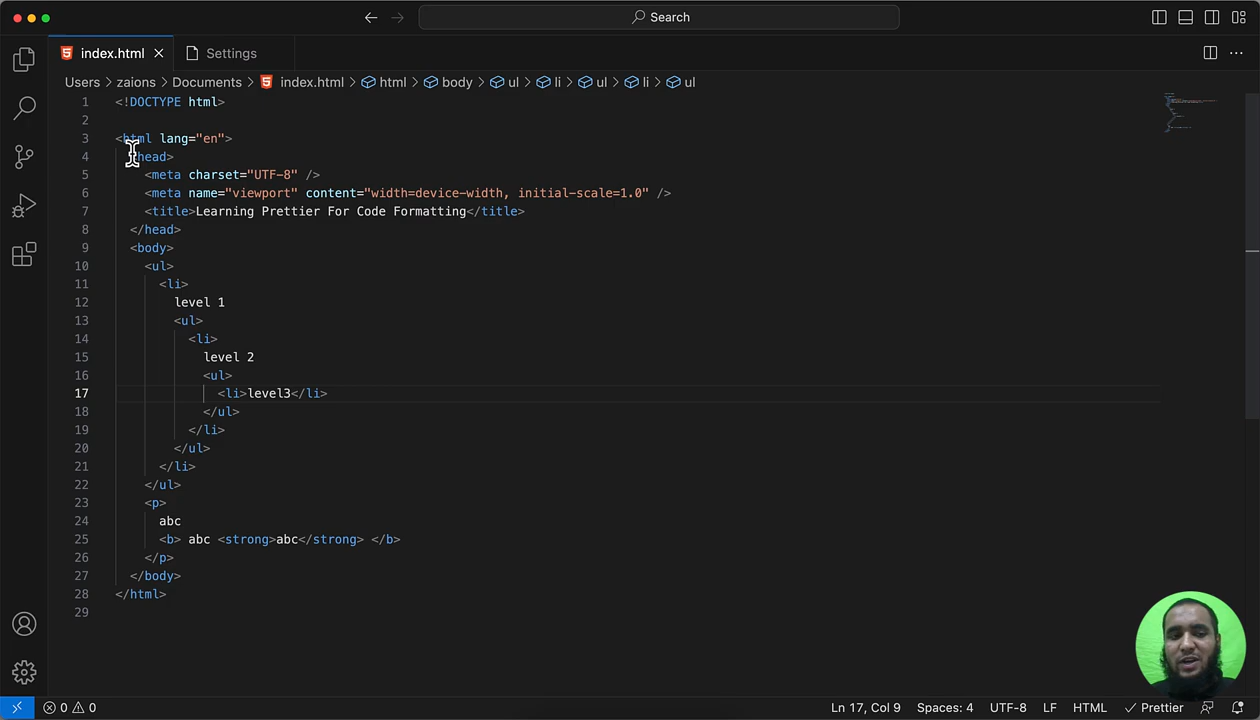 Search
index.html Settings
Users > zaions > Documents > index.html > html > body > ul > li > ul > li > ul
1 <!DOCTYPE html>
2
3 <html lang="en">
4 head>
5 <meta charset="UTF-8" />
6 <meta name="viewport" content="width=device-width, initial-scale=1.0" />
7 <title>Learning Prettier For Code Formatting</title>
8 </head>
9 <body>
10 <ul>
11 <li>
12 level 1
13 <ul>
14 <li>
15 level 2
16 <ul>
17 <li>level3</li>
18 </ul>
19 </li>
20 </ul>
21 </li>
22 </ul>
23 <p>
24 abc
25 <b> abc <strong>abc</strong> </b>
26 </p>
27 </body>
28 </html>
29
0 0 Ln 17, Col 9 Spaces: 4 UTF-8 LF HTML Prettier